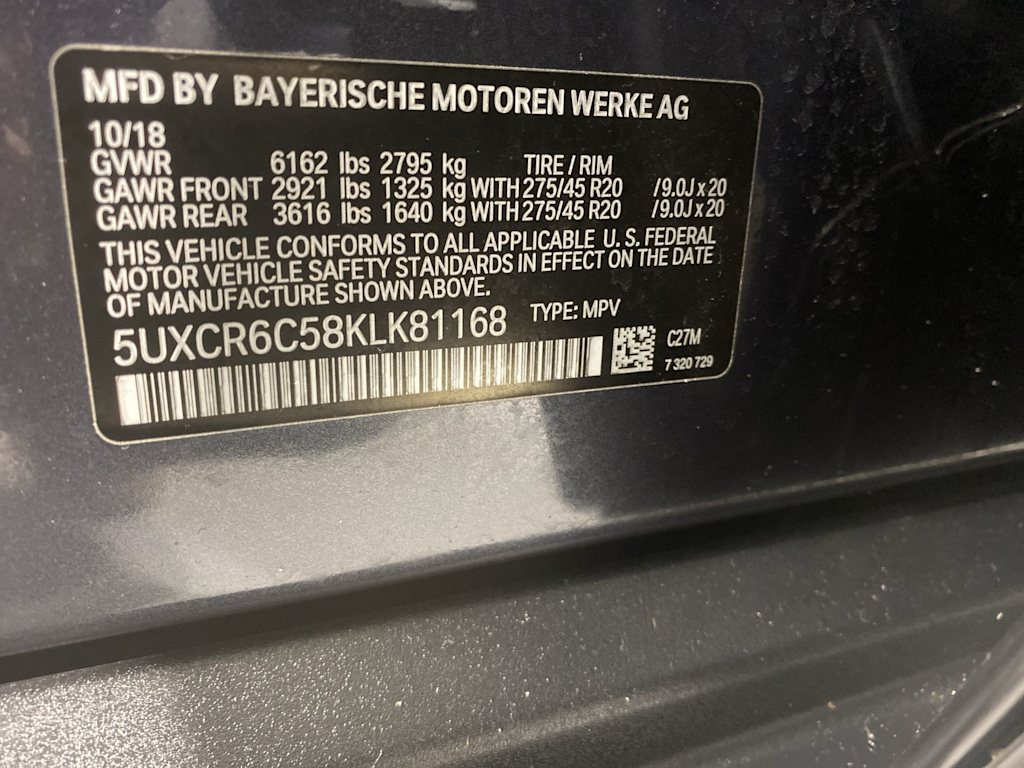 MFD BY BAYERISCHE MOTOREN WERKE AG
10/18
GVWR 6162 lbs 2795 kg TIRE / RIM
GAWR FRONT 2921 lbs 1325 kg WITH 275/45 R20 /9.0J x 20
GAWR REAR 3616 lbs 1640 kg WITH 275/45 R20 /9.0J x 20
THIS VEHICLE CONFORMS TO ALL APPLICABLE U. S. FEDERAL
MOTOR VEHICLE SAFETY STANDARDS IN EFFECT ON THE DATE
OF MANUFACTURE SHOWN ABOVE.
5UXCR6C58KLK81168 TYPE: MPV
C27M
7 320 729